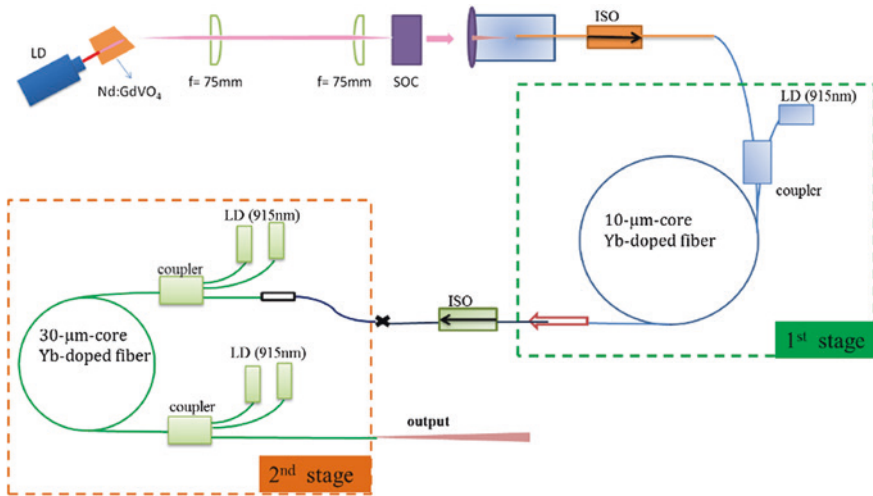 LD
Nd:GdVO₄
f= 75mm
f= 75mm
SOC
ISO
LD (915nm)
coupler
10-μm-core
Yb-doped fiber
1st stage
ISO
LD (915nm)
coupler
30-μm-core
Yb-doped fiber
LD (915nm)
coupler
output
2nd stage